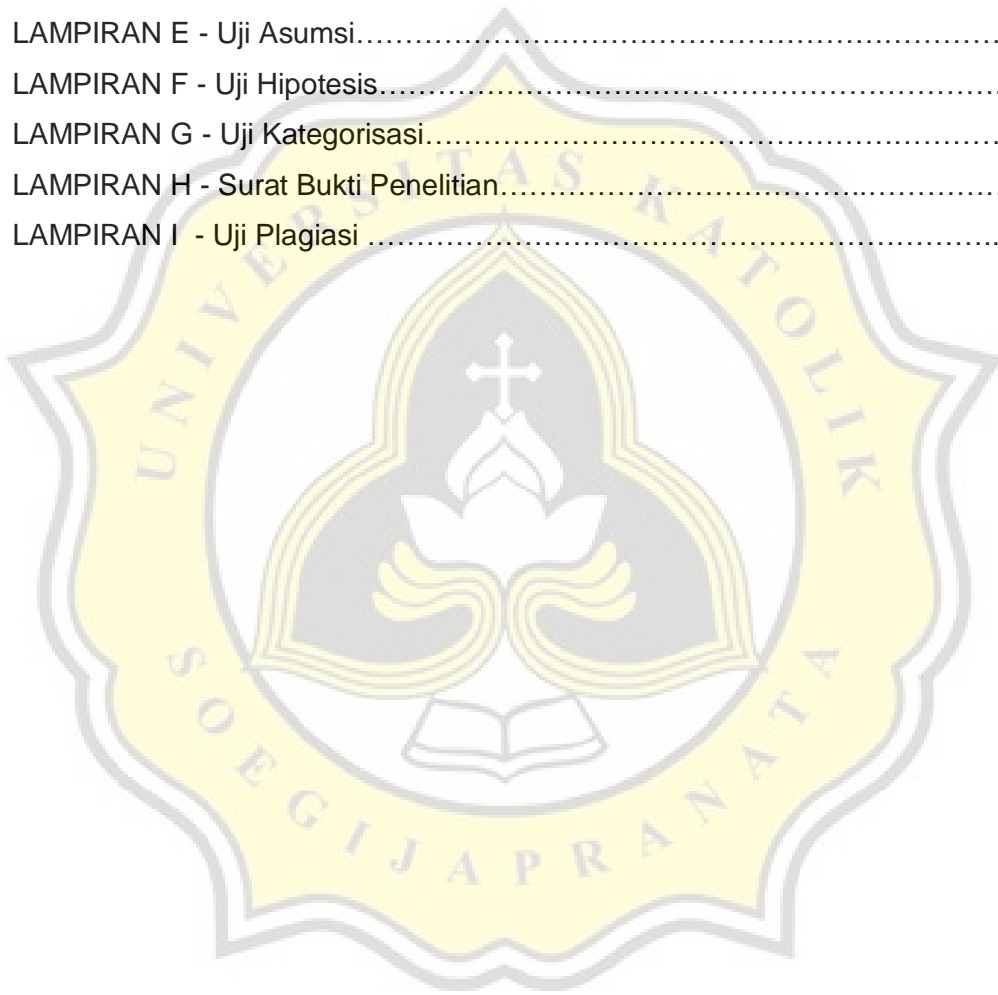 LAMPIRAN E - Uji Asumsi…………………………………………………………….
LAMPIRAN F - Uji Hipotesis………………………..…………………………………
LAMPIRAN G - Uji Kategorisasi….…………………………………………………….
LAMPIRAN H - Surat Bukti Penelitian………………………………..……………
LAMPIRAN I  - Uji Plagiasi ………………………………………………………..
UNIVERSITAS KATOLIK
SOEGIJAPRANATA